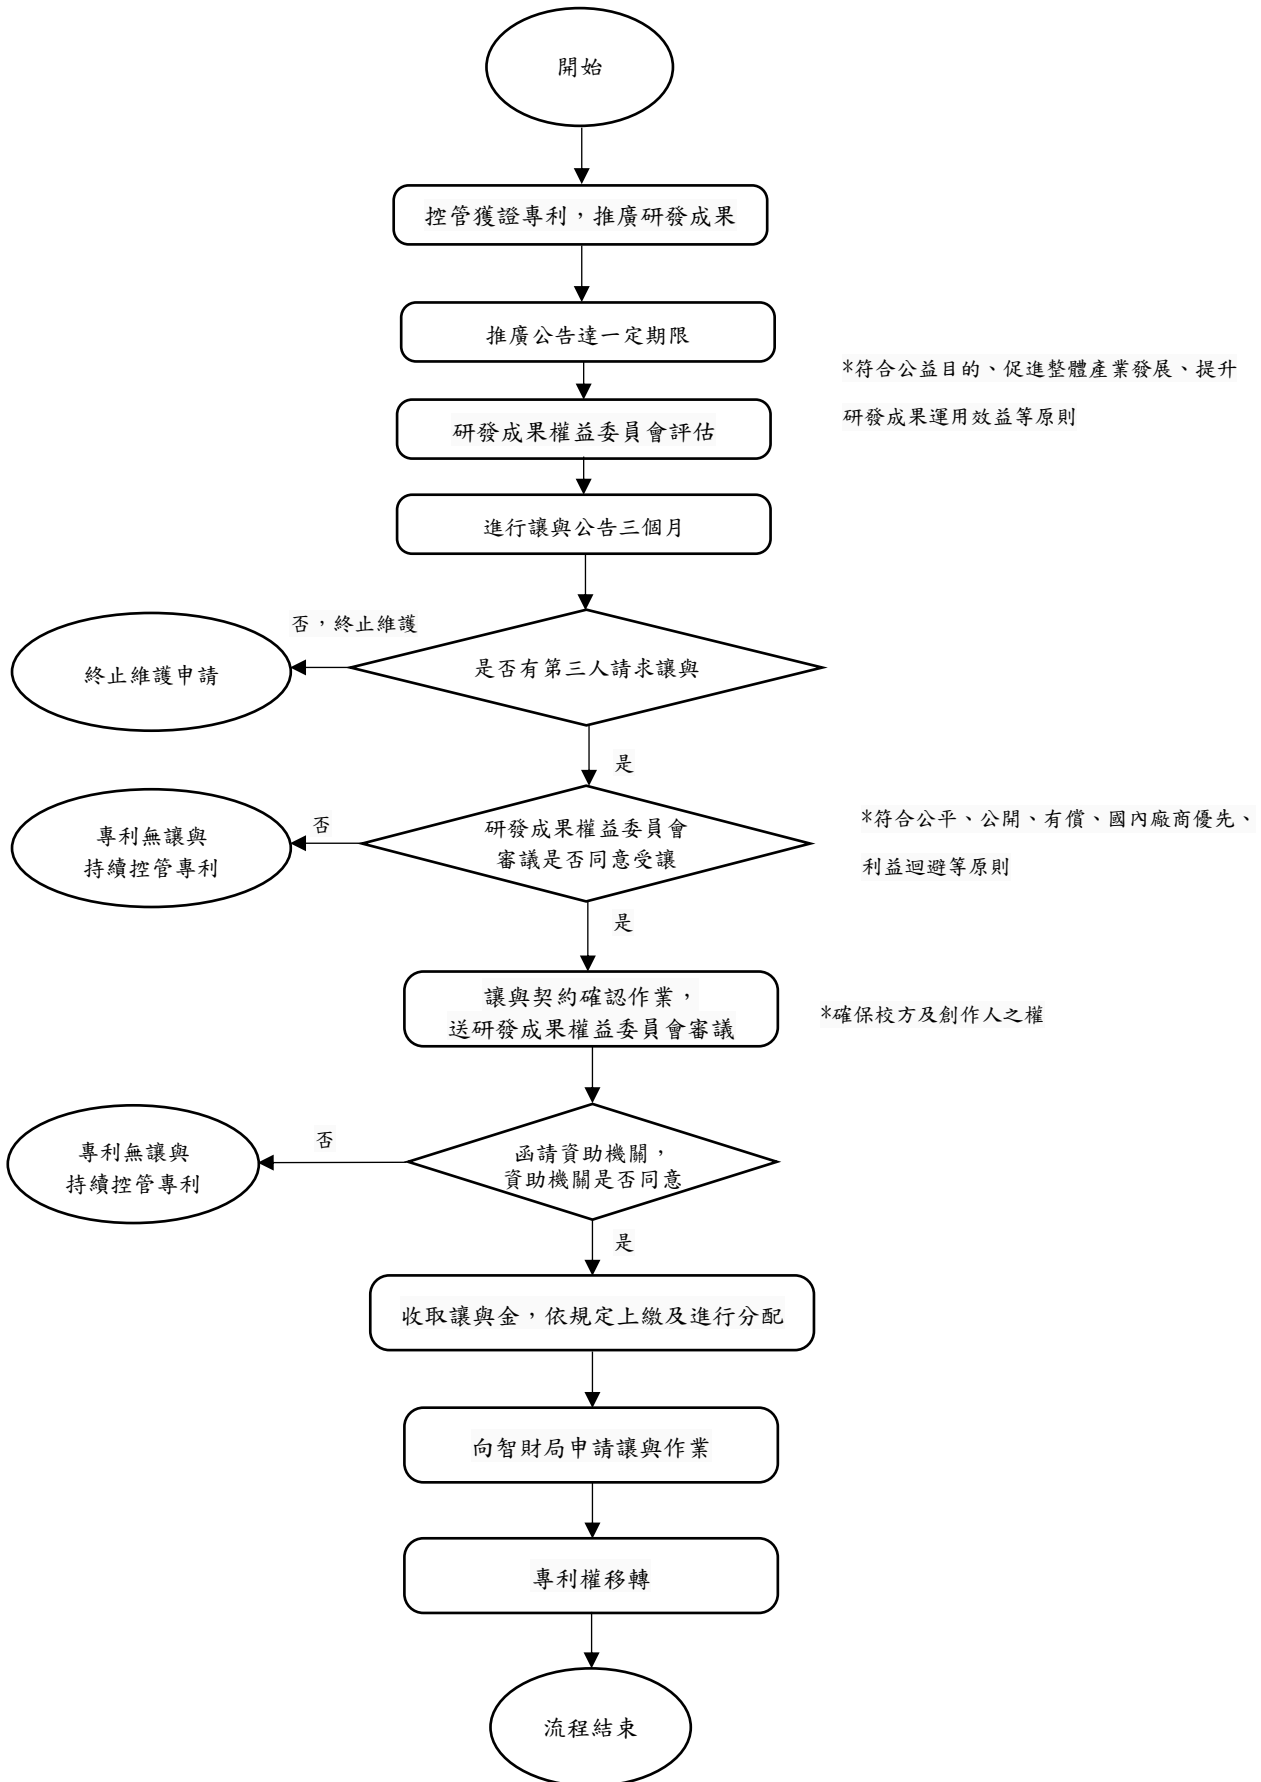 開始
控管獲證專利，推廣研發成果
推廣公告達一定期限
*符合公益目的、促進整體產業發展、提升
研發成果運用效益等原則
研發成果權益委員會評估
進行讓與公告三個月
否，終止維護
是否有第三人請求讓與
終止維護申請
是
研發成果權益委員會
審議是否同意受讓
否
專利無讓與
持續控管專利
*符合公平、公開、有償、國內廠商優先、
利益迴避等原則
是
讓與契約確認作業，
送研發成果權益委員會審議
*確保校方及創作人之權
函請資助機關，
資助機關是否同意
否
專利無讓與
持續控管專利
是
收取讓與金，依規定上繳及進行分配
向智財局申請讓與作業
專利權移轉
流程結束